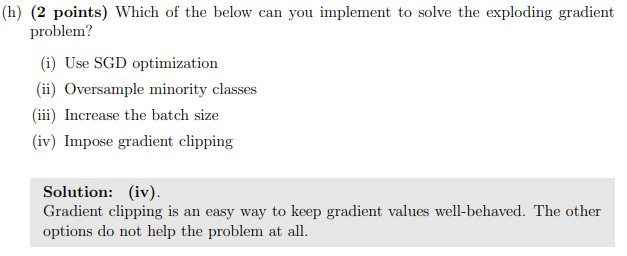 (h) (2 points) Which of the below can you implement to solve the exploding gradient
problem?
(i) Use SGD optimization
(ii) Oversample minority classes
(iii) Increase the batch size
(iv) Impose gradient clipping
Solution: (iv).
Gradient clipping is an easy way to keep gradient values well-behaved. The other
options do not help the problem at all.